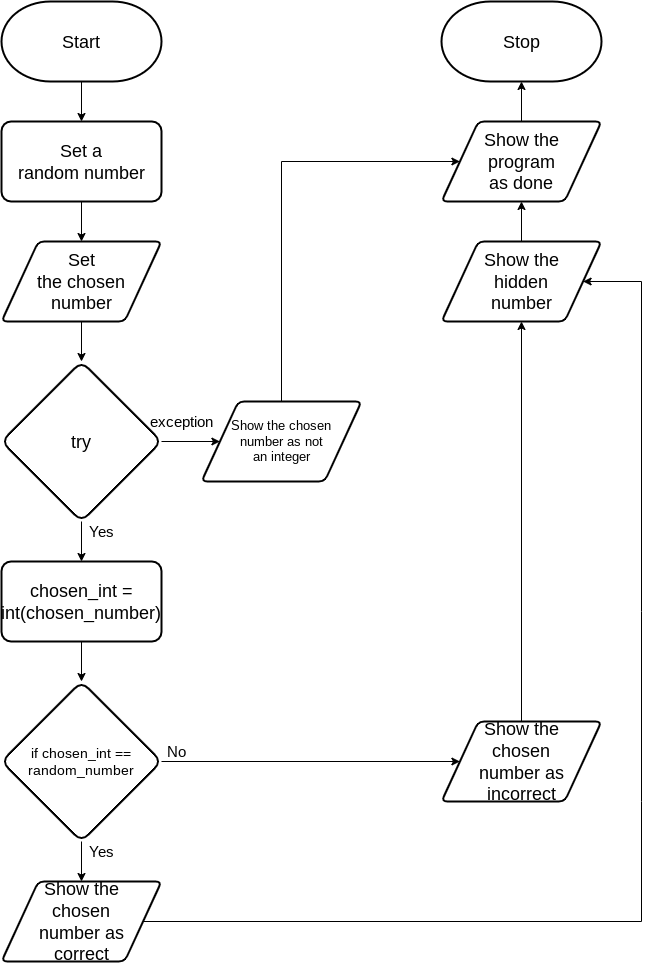 Start
Set a
random number
Set
the chosen
number
try
exception
Show the chosen
number as not
an integer
Yes
chosen_int =
int(chosen_number)
if chosen_int ==
random_number
No
Yes
Show the
chosen
number as
correct
Show the
chosen
number as
incorrect
Show the
hidden
number
Show the
program
as done
Stop